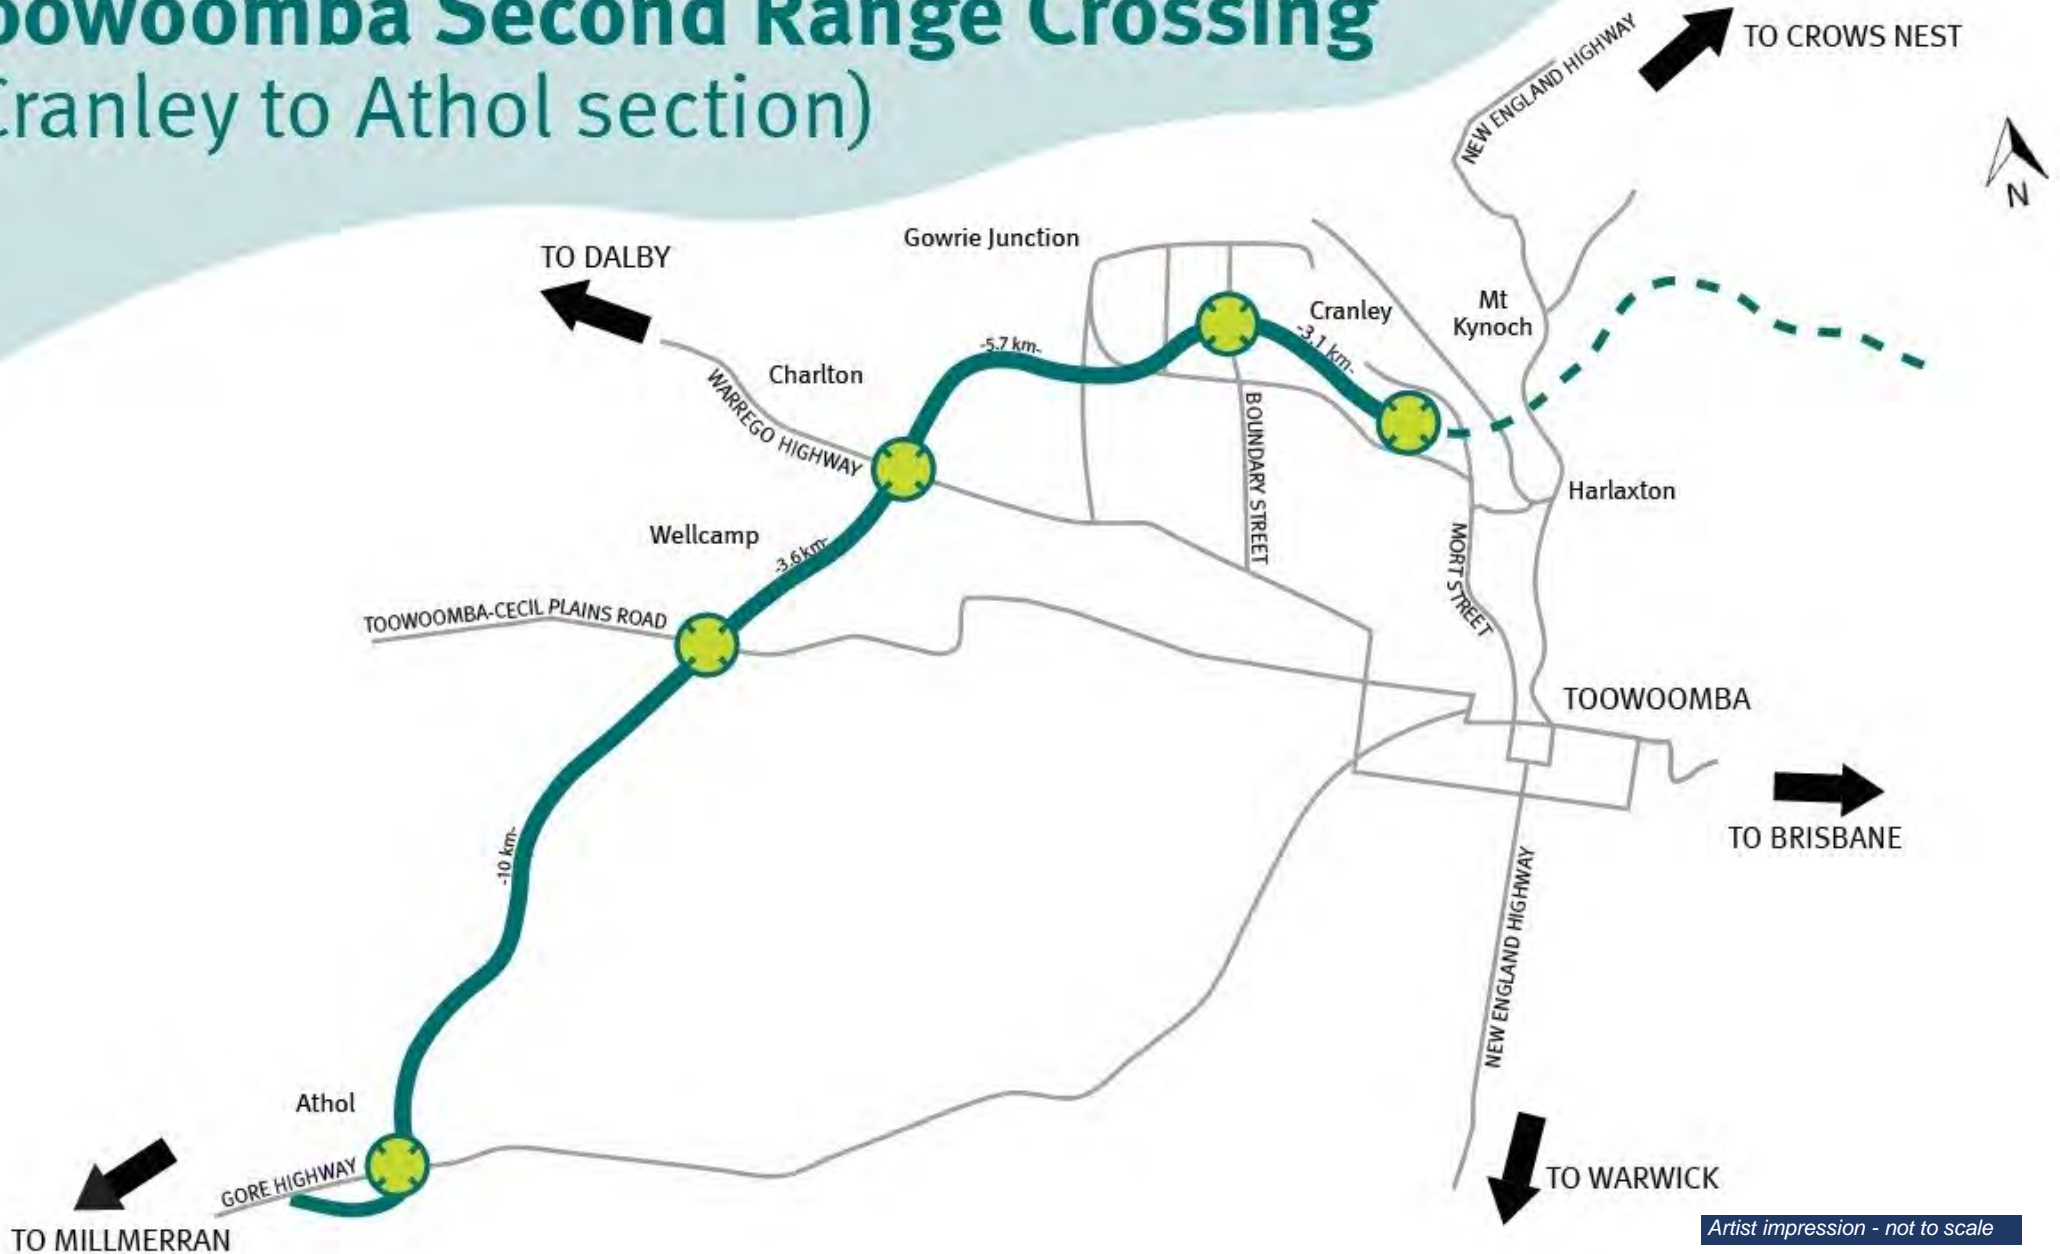 oowoomba Second Range Crossing
Cranley to Athol section)
TO CROWS NEST
NEW ENGLAND HIGHWAY
N
Gowrie Junction
TO DALBY
Cranley
Mt
Kynoch
-3.1 km-
-5.7 km-
Charlton
WARREGO HIGHWAY
BOUNDARY STREET
Harlaxton
Wellcamp
-3.6 km-
MORT STREET
TOOWOOMBA-CECIL PLAINS ROAD
TOOWOOMBA
TO BRISBANE
-10 km-
NEW ENGLAND HIGHWAY
Athol
GORE HIGHWAY
TO WARWICK
TO MILLMERRAN
Artist impression - not to scale